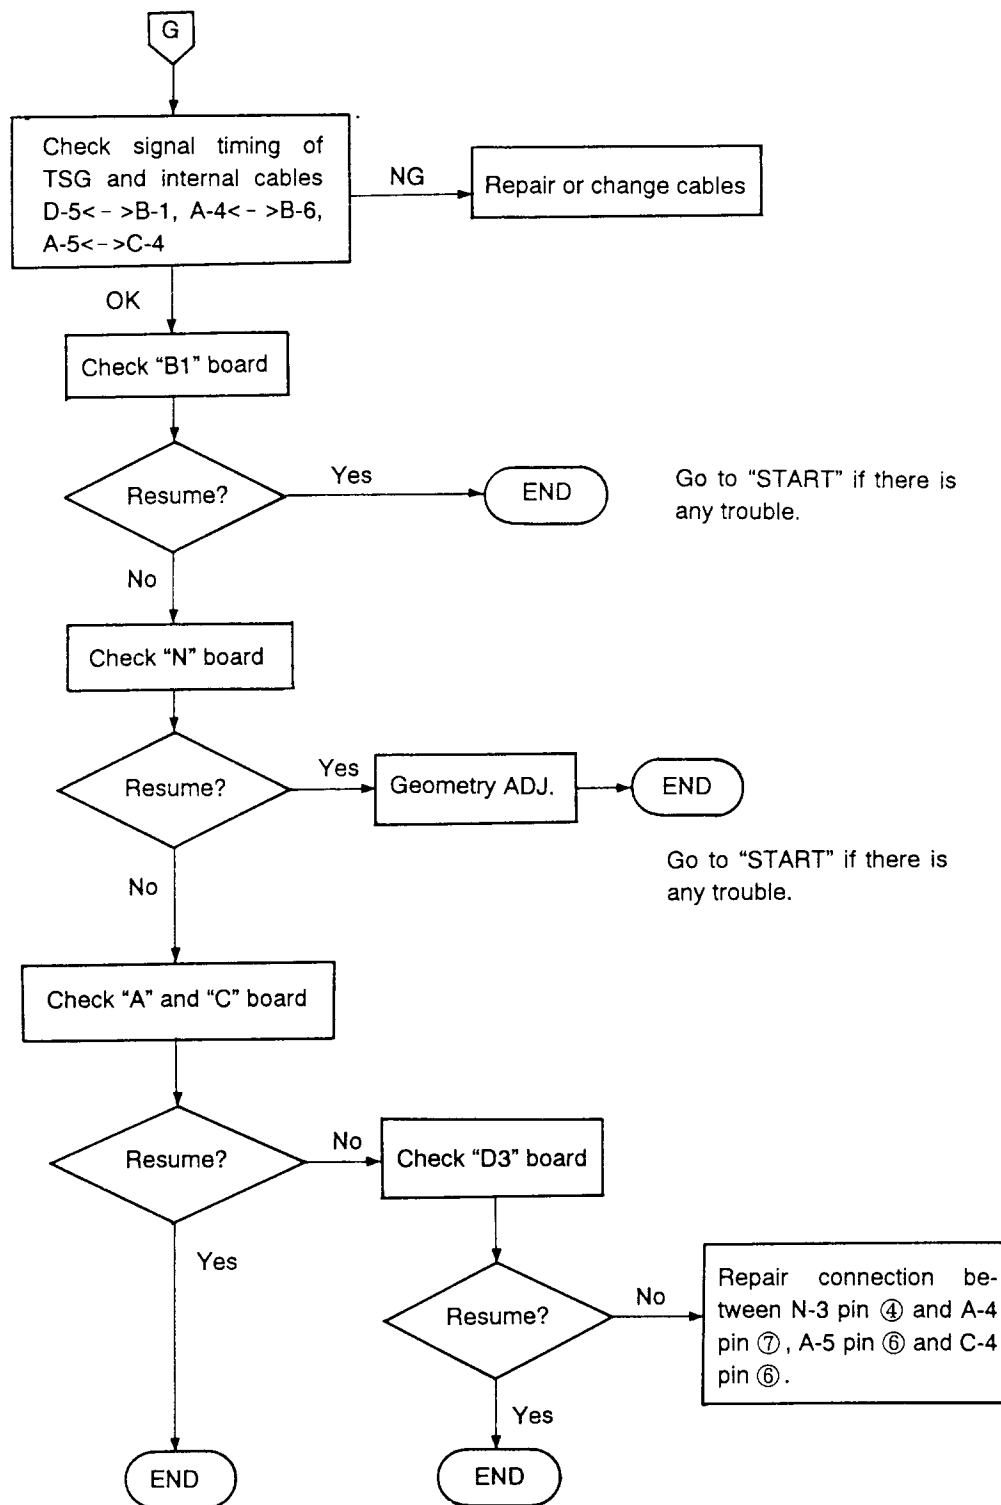 G
Check signal timing of
TSG and internal cables
D-5<->B-1, A-4<->B-6,
A-5<->C-4
NG
Repair or change cables
OK
Check “B1” board
Resume?
Yes
END
Go to “START” if there is
any trouble.
No
Check “N” board
Resume?
Yes
Geometry ADJ.
END
Go to “START” if there is
any trouble.
No
Check “A” and “C” board
Resume?
No
Check “D3” board
Yes
Resume?
No
Repair connection be-
tween N-3 pin ④ and A-4
pin ⑦, A-5 pin ⑥ and C-4
pin ⑥.
Yes
END
END